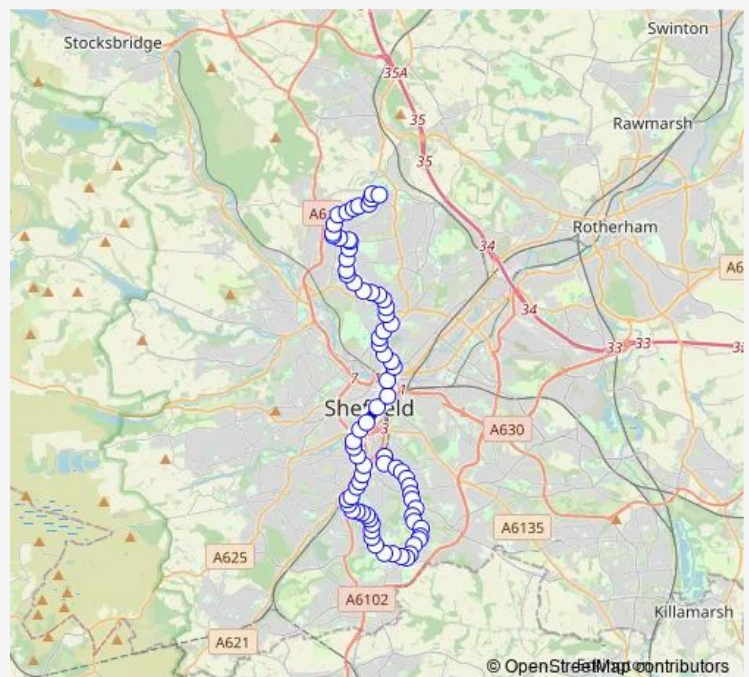 Swinton
Stocksbridge
35A
35
Rawmarsh
35
A6
Rotherham
34
A6
34
33
33
7
1
Sheffield
3
A630
A6135
A625
A6102
Killamarsh
A621
© OpenStreetMap contributors